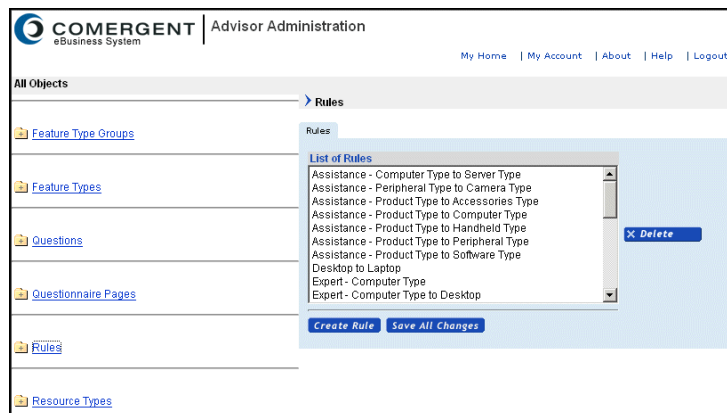 COMERGENT
eBusiness System
Advisor Administration
My Home | My Account | About | Help | Logout
All Objects
Feature Type Groups
Feature Types
Questions
Questionnaire Pages
Rules
Resource Types
Rules
Rules
List of Rules
Assistance - Computer Type to Server Type
Assistance - Peripheral Type to Camera Type
Assistance - Product Type to Accessories Type
Assistance - Product Type to Computer Type
Assistance - Product Type to Handheld Type
Assistance - Product Type to Peripheral Type
Assistance - Product Type to Software Type
Desktop to Laptop
Expert - Computer Type
Expert - Computer Type to Desktop
X Delete
Create Rule Save All Changes